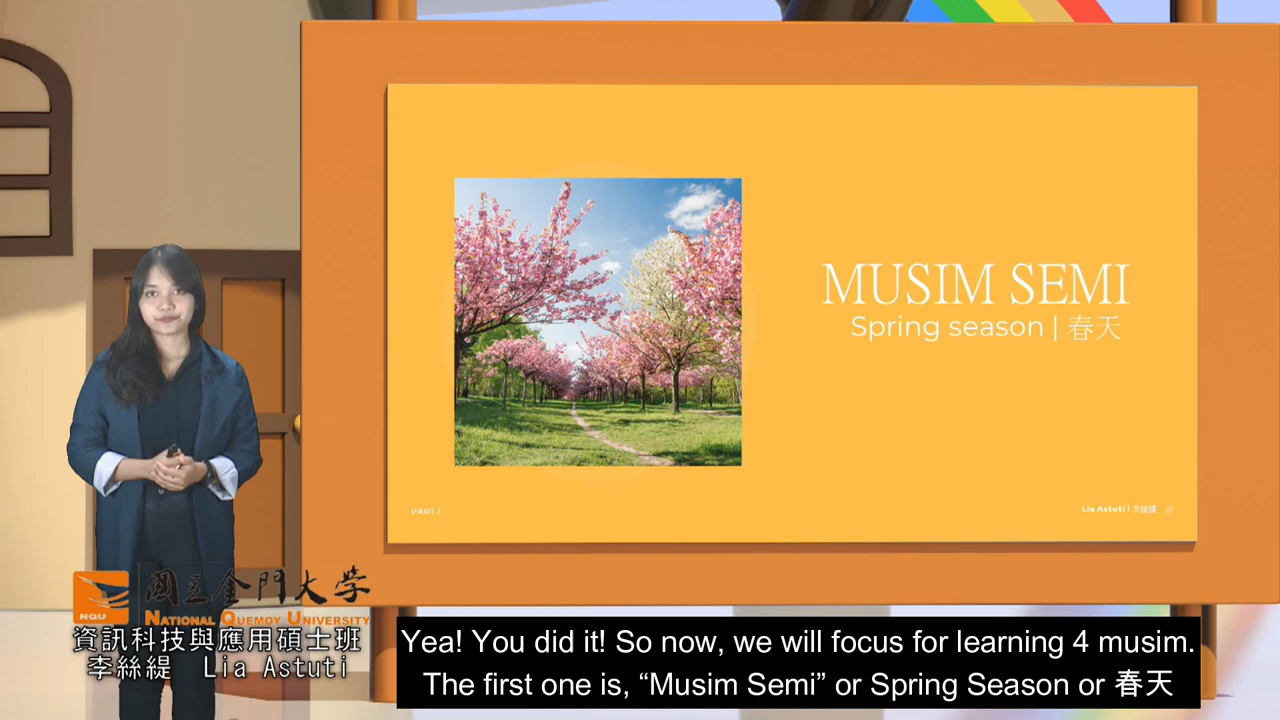 MUSIM SEMI
Spring season | 春天
PART 1
Lia Astuti |
NQU
國立金門大學
NATIONAL QUEMOY UNIVERSITY
資訊科技與應用碩士班
李絲緹 Lia Astuti
Yea! You did it! So now, we will focus for learning 4 musim.
The first one is, “Musim Semi” or Spring Season or 春天